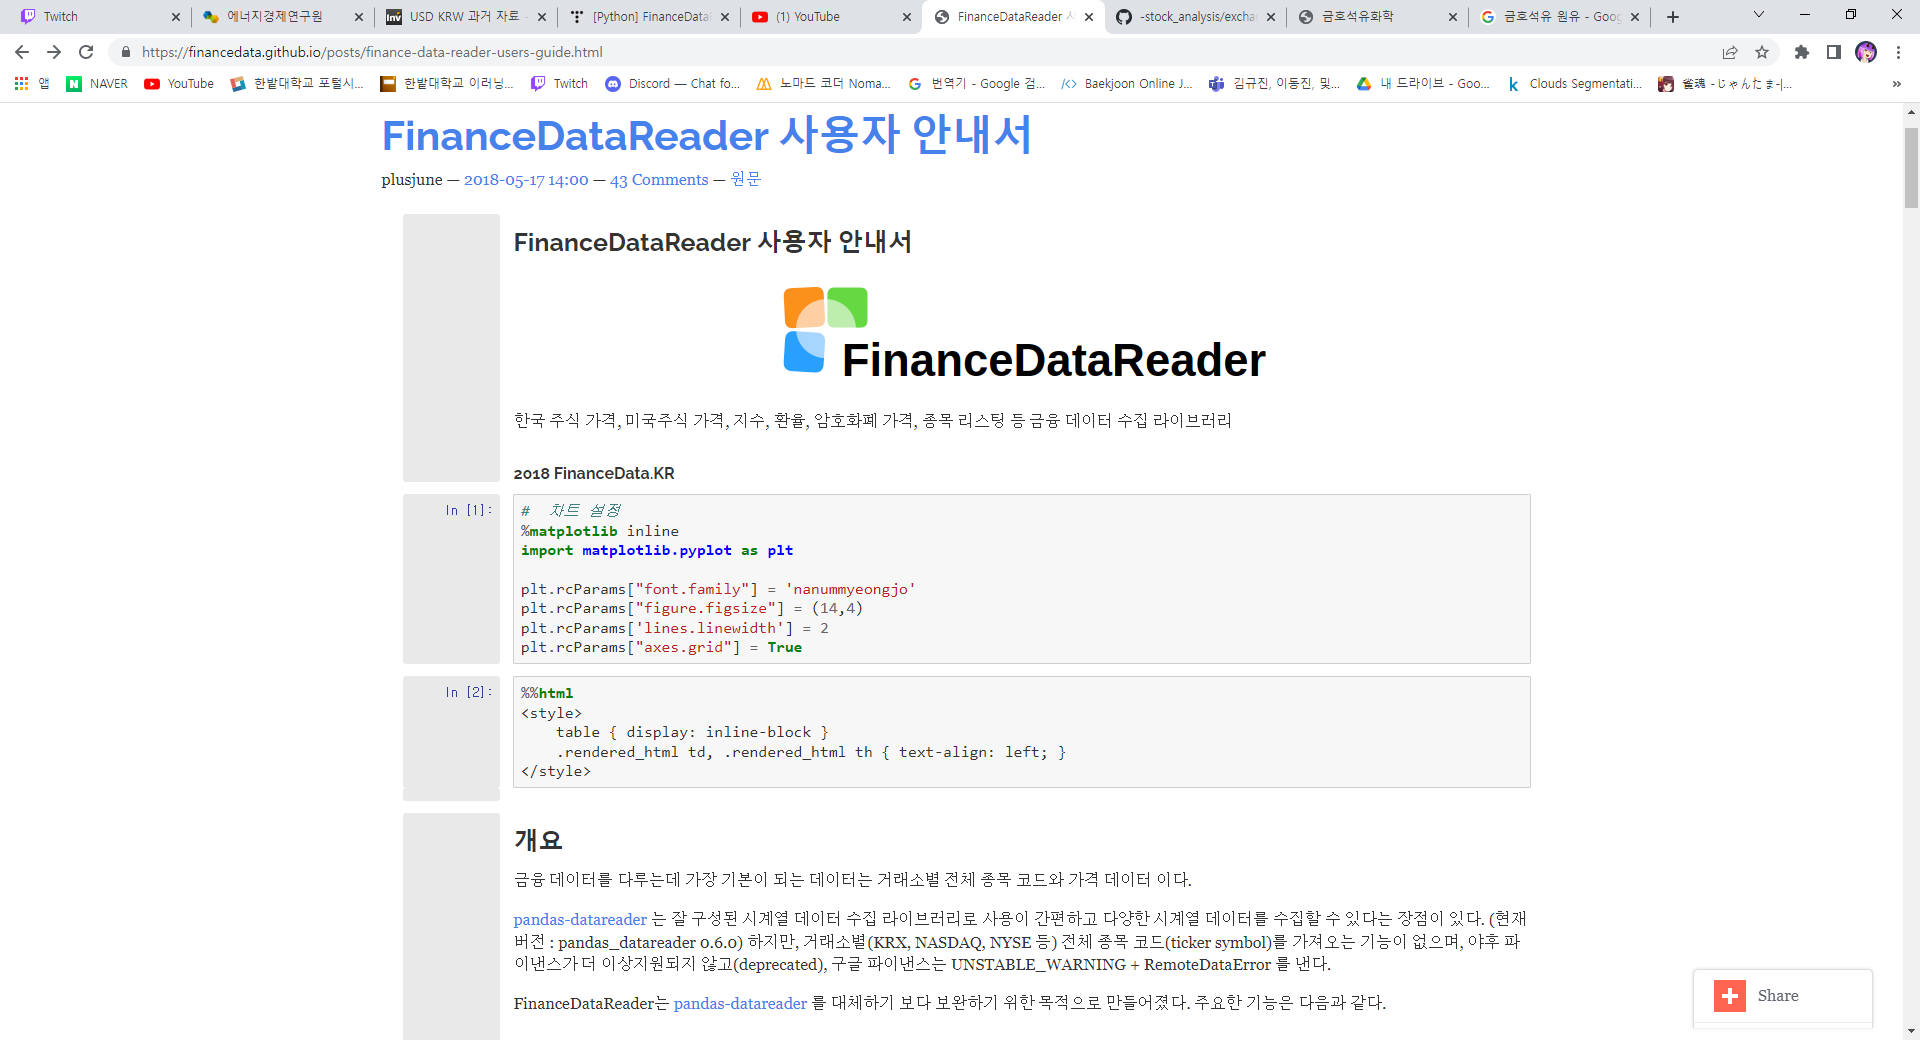 Twitch
에너지경제연구원
USD KRW 과거 자료 -
[Python] FinanceData
(1) YouTube
FinanceDataReader
-stock_analysis/excha
금호석유화학
금호석유 원유 - Goog
https://financedata.github.io/posts/finance-data-reader-users-guide.html
앱
NAVER
YouTube
한밭대학교 포털시...
한밭대학교 이러닝...
Twitch
Discord — Chat fo...
노마드 코더 Noma...
번역기 - Google 검...
Baekjoon Online J...
김규진, 이동진, 및...
내 드라이브 - Goo...
Clouds Segmentati...
雀魂 -じゃんたま-|...
»
FinanceDataReader 사용자 안내서
plusjune — 2018-05-17 14:00 — 43 Comments — 원문
FinanceDataReader 사용자 안내서
FinanceDataReader
한국 주식 가격, 미국주식 가격, 지수, 환율, 암호화폐 가격, 종목 리스팅 등 금융 데이터 수집 라이브러리
2018 FinanceData.KR
In [1]:
#  차트 설정
%matplotlib inline
import matplotlib.pyplot as plt
plt.rcParams["font.family"] = 'nanummyeongjo'
plt.rcParams["figure.figsize"] = (14,4)
plt.rcParams['lines.linewidth'] = 2
plt.rcParams["axes.grid"] = True
In [2]:
%%html
<style>
    table { display: inline-block }
    .rendered_html td, .rendered_html th { text-align: left; }
</style>
개요
금융 데이터를 다루는데 가장 기본이 되는 데이터는 거래소별 전체 종목 코드와 가격 데이터 이다.
pandas-datareader 는 잘 구성된 시계열 데이터 수집 라이브러리로 사용이 간편하고 다양한 시계열 데이터를 수집할 수 있다는 장점이 있다. (현재
버전 : pandas_datareader 0.6.0) 하지만, 거래소별(KRX, NASDAQ, NYSE 등) 전체 종목 코드(ticker symbol)를 가져오는 기능이 없으며, 야후 파
이낸스가 더 이상지원되지 않고(deprecated), 구글 파이낸스는 UNSTABLE_WARNING + RemoteDataError 를 낸다.
FinanceDataReader는 pandas-datareader 를 대체하기 보다 보완하기 위한 목적으로 만들어졌다. 주요한 기능은 다음과 같다.
Share